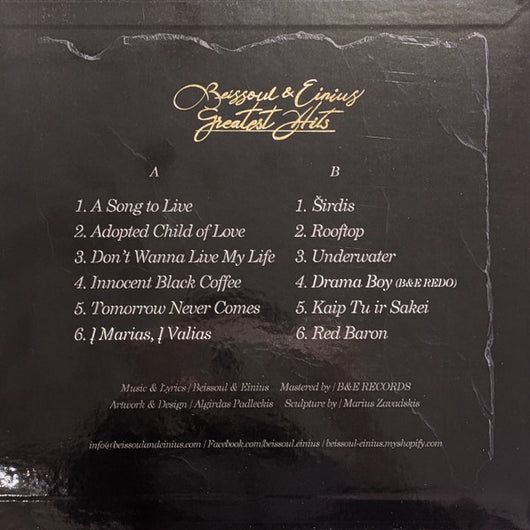 Beissoul & Einius
Greatest Hits
A
1. A Song to Live
2. Adopted Child of Love
3. Don't Wanna Live My Life
4. Innocent Black Coffee
5. Tomorrow Never Comes
6. Į Marias, Į Valias
B
1. Širdis
2. Rooftop
3. Underwater
4. Drama Boy (B&E REDO)
5. Kaip Tu ir Sakei
6. Red Baron
Music & Lyrics / Beissoul & Einius Mastered by / B&E RECORDS
Artwork & Design / Algirdas Padleckis Sculpture by / Marius Zavadskis
info@beissoulandeinius.com / Facebook.com/beissoul.einius / beissoul-einius.myshopify.com